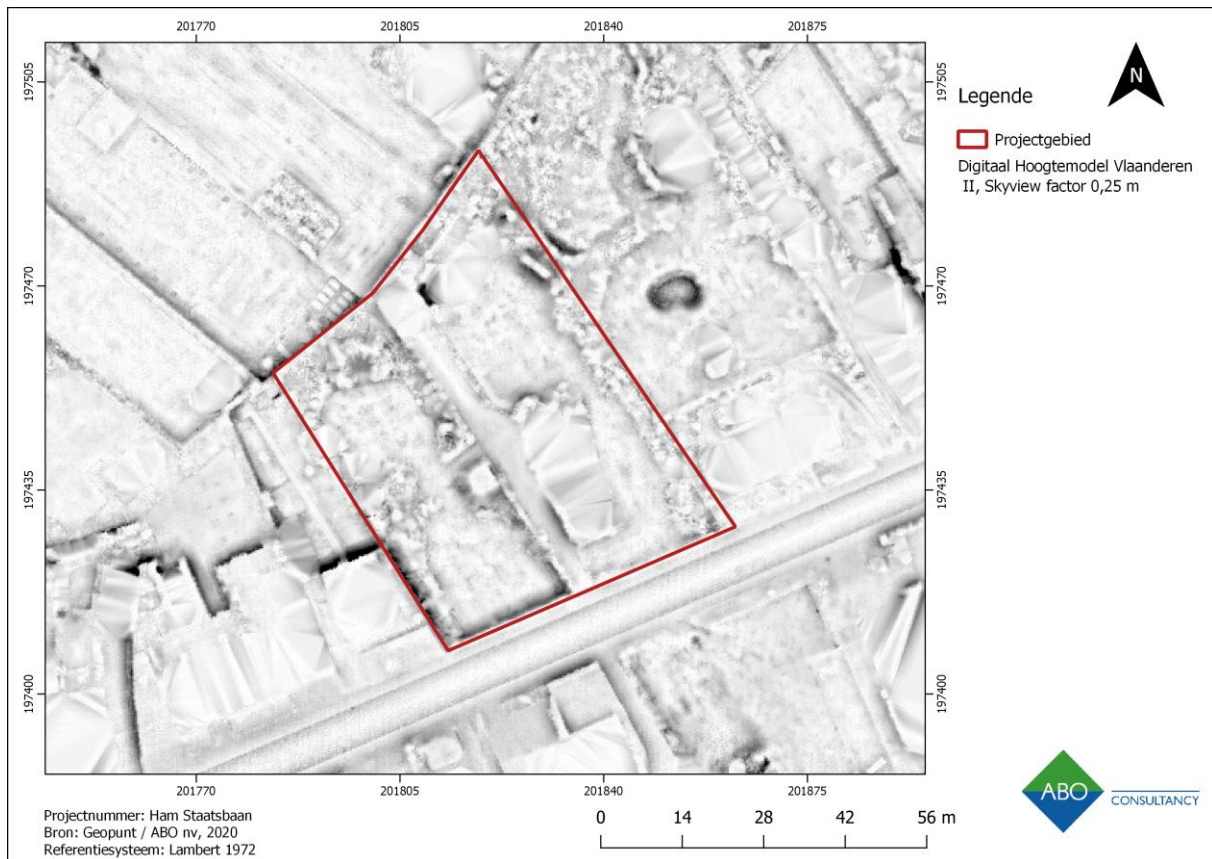 201770 201805 201840 201875
197505 197505
197470 197470
197435 197435
197400 197400
201770 201805 201840 201875
N
Legende
Projectgebied
Digitaal Hoogtemodel Vlaanderen
II, Skyview factor 0,25 m
Projectnummer: Ham Staatsbaan
Bron: Geopunt / ABO nv, 2020
Referentiesysteem: Lambert 1972
0 14 28 42 56 m
ABO
CONSULTANCY